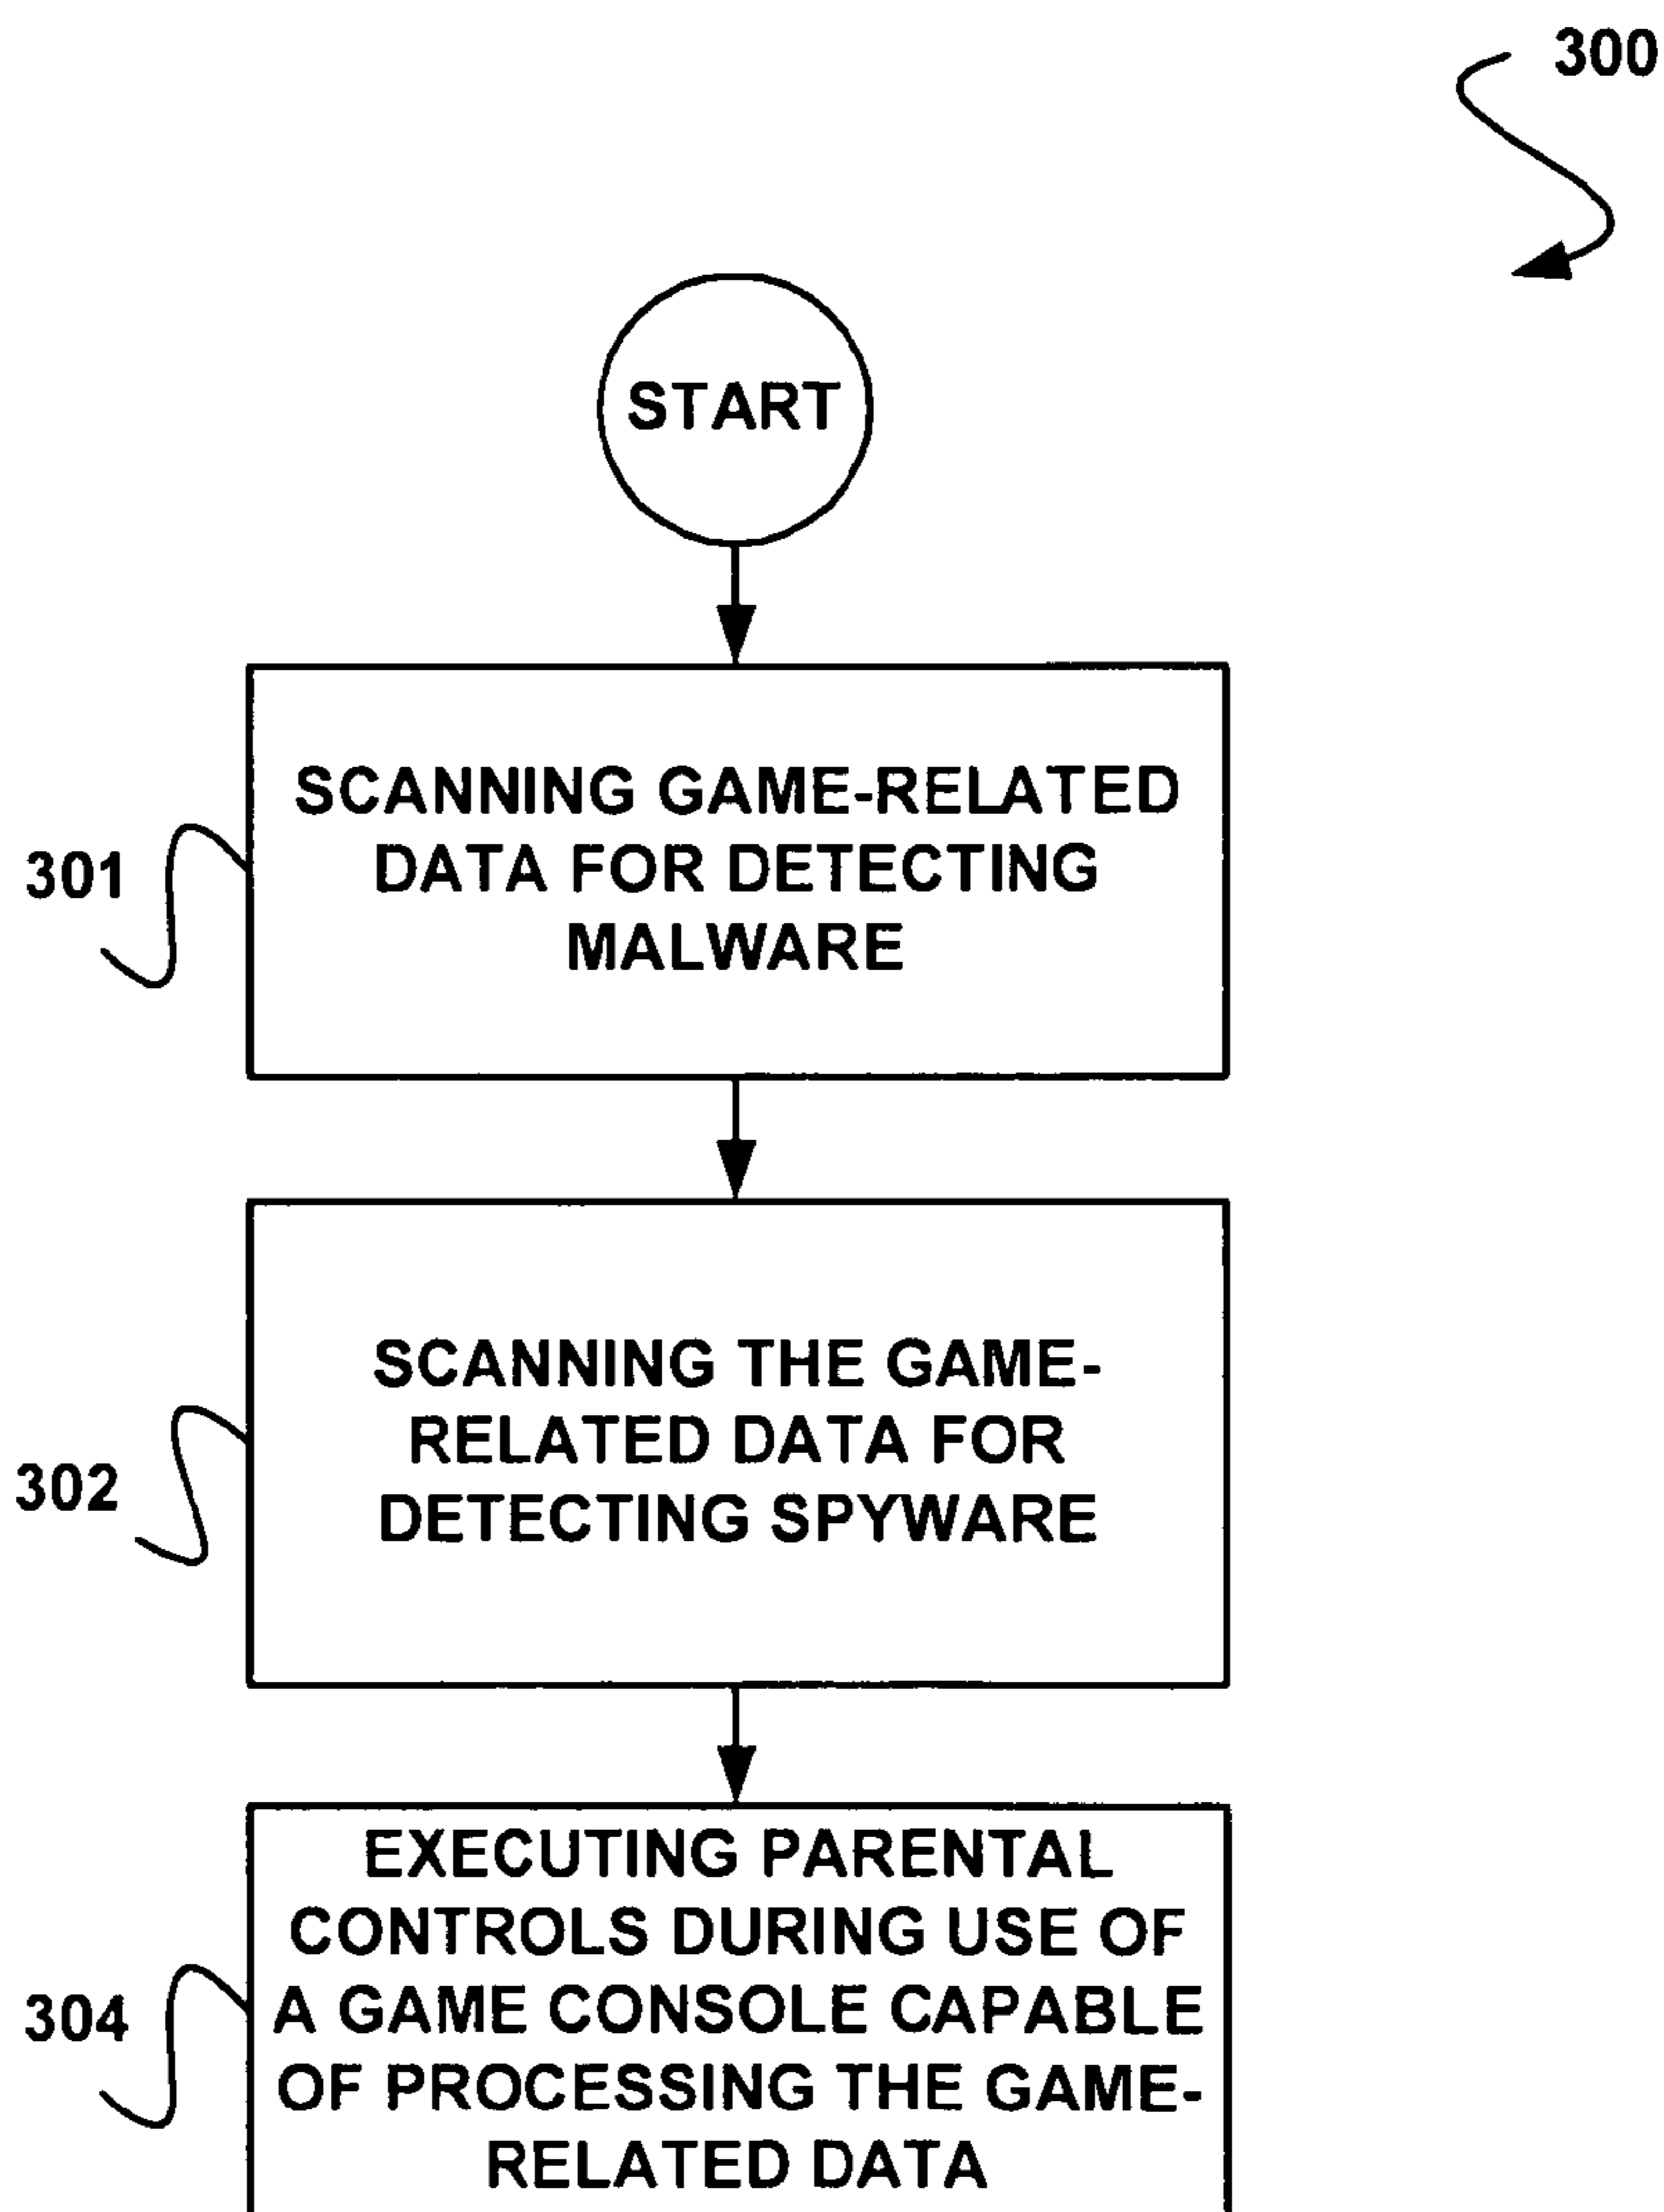 300
START
SCANNING GAME-RELATED
DATA FOR DETECTING
MALWARE
301
SCANNING THE GAME-
RELATED DATA FOR
DETECTING SPYWARE
302
EXECUTING PARENTAL
CONTROLS DURING USE OF
A GAME CONSOLE CAPABLE
OF PROCESSING THE GAME-
RELATED DATA
304